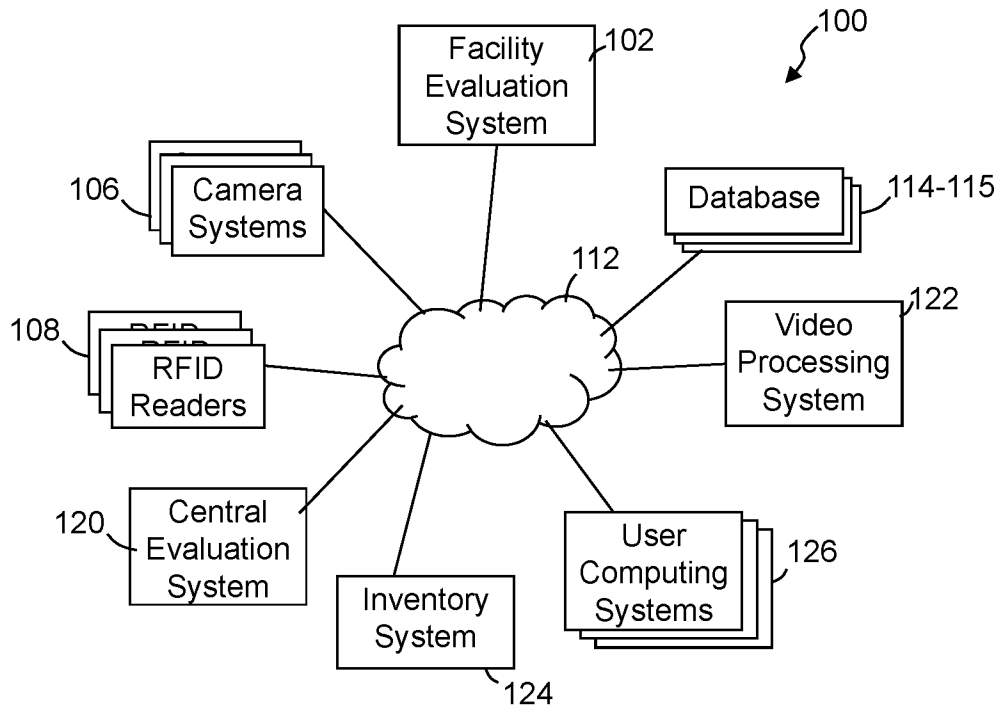 100
Facility
Evaluation
System
102
106
Camera
Systems
Database
114-115
112
108
RFID
Readers
Video
Processing
System
122
120
Central
Evaluation
System
Inventory
System
124
User
Computing
Systems
126